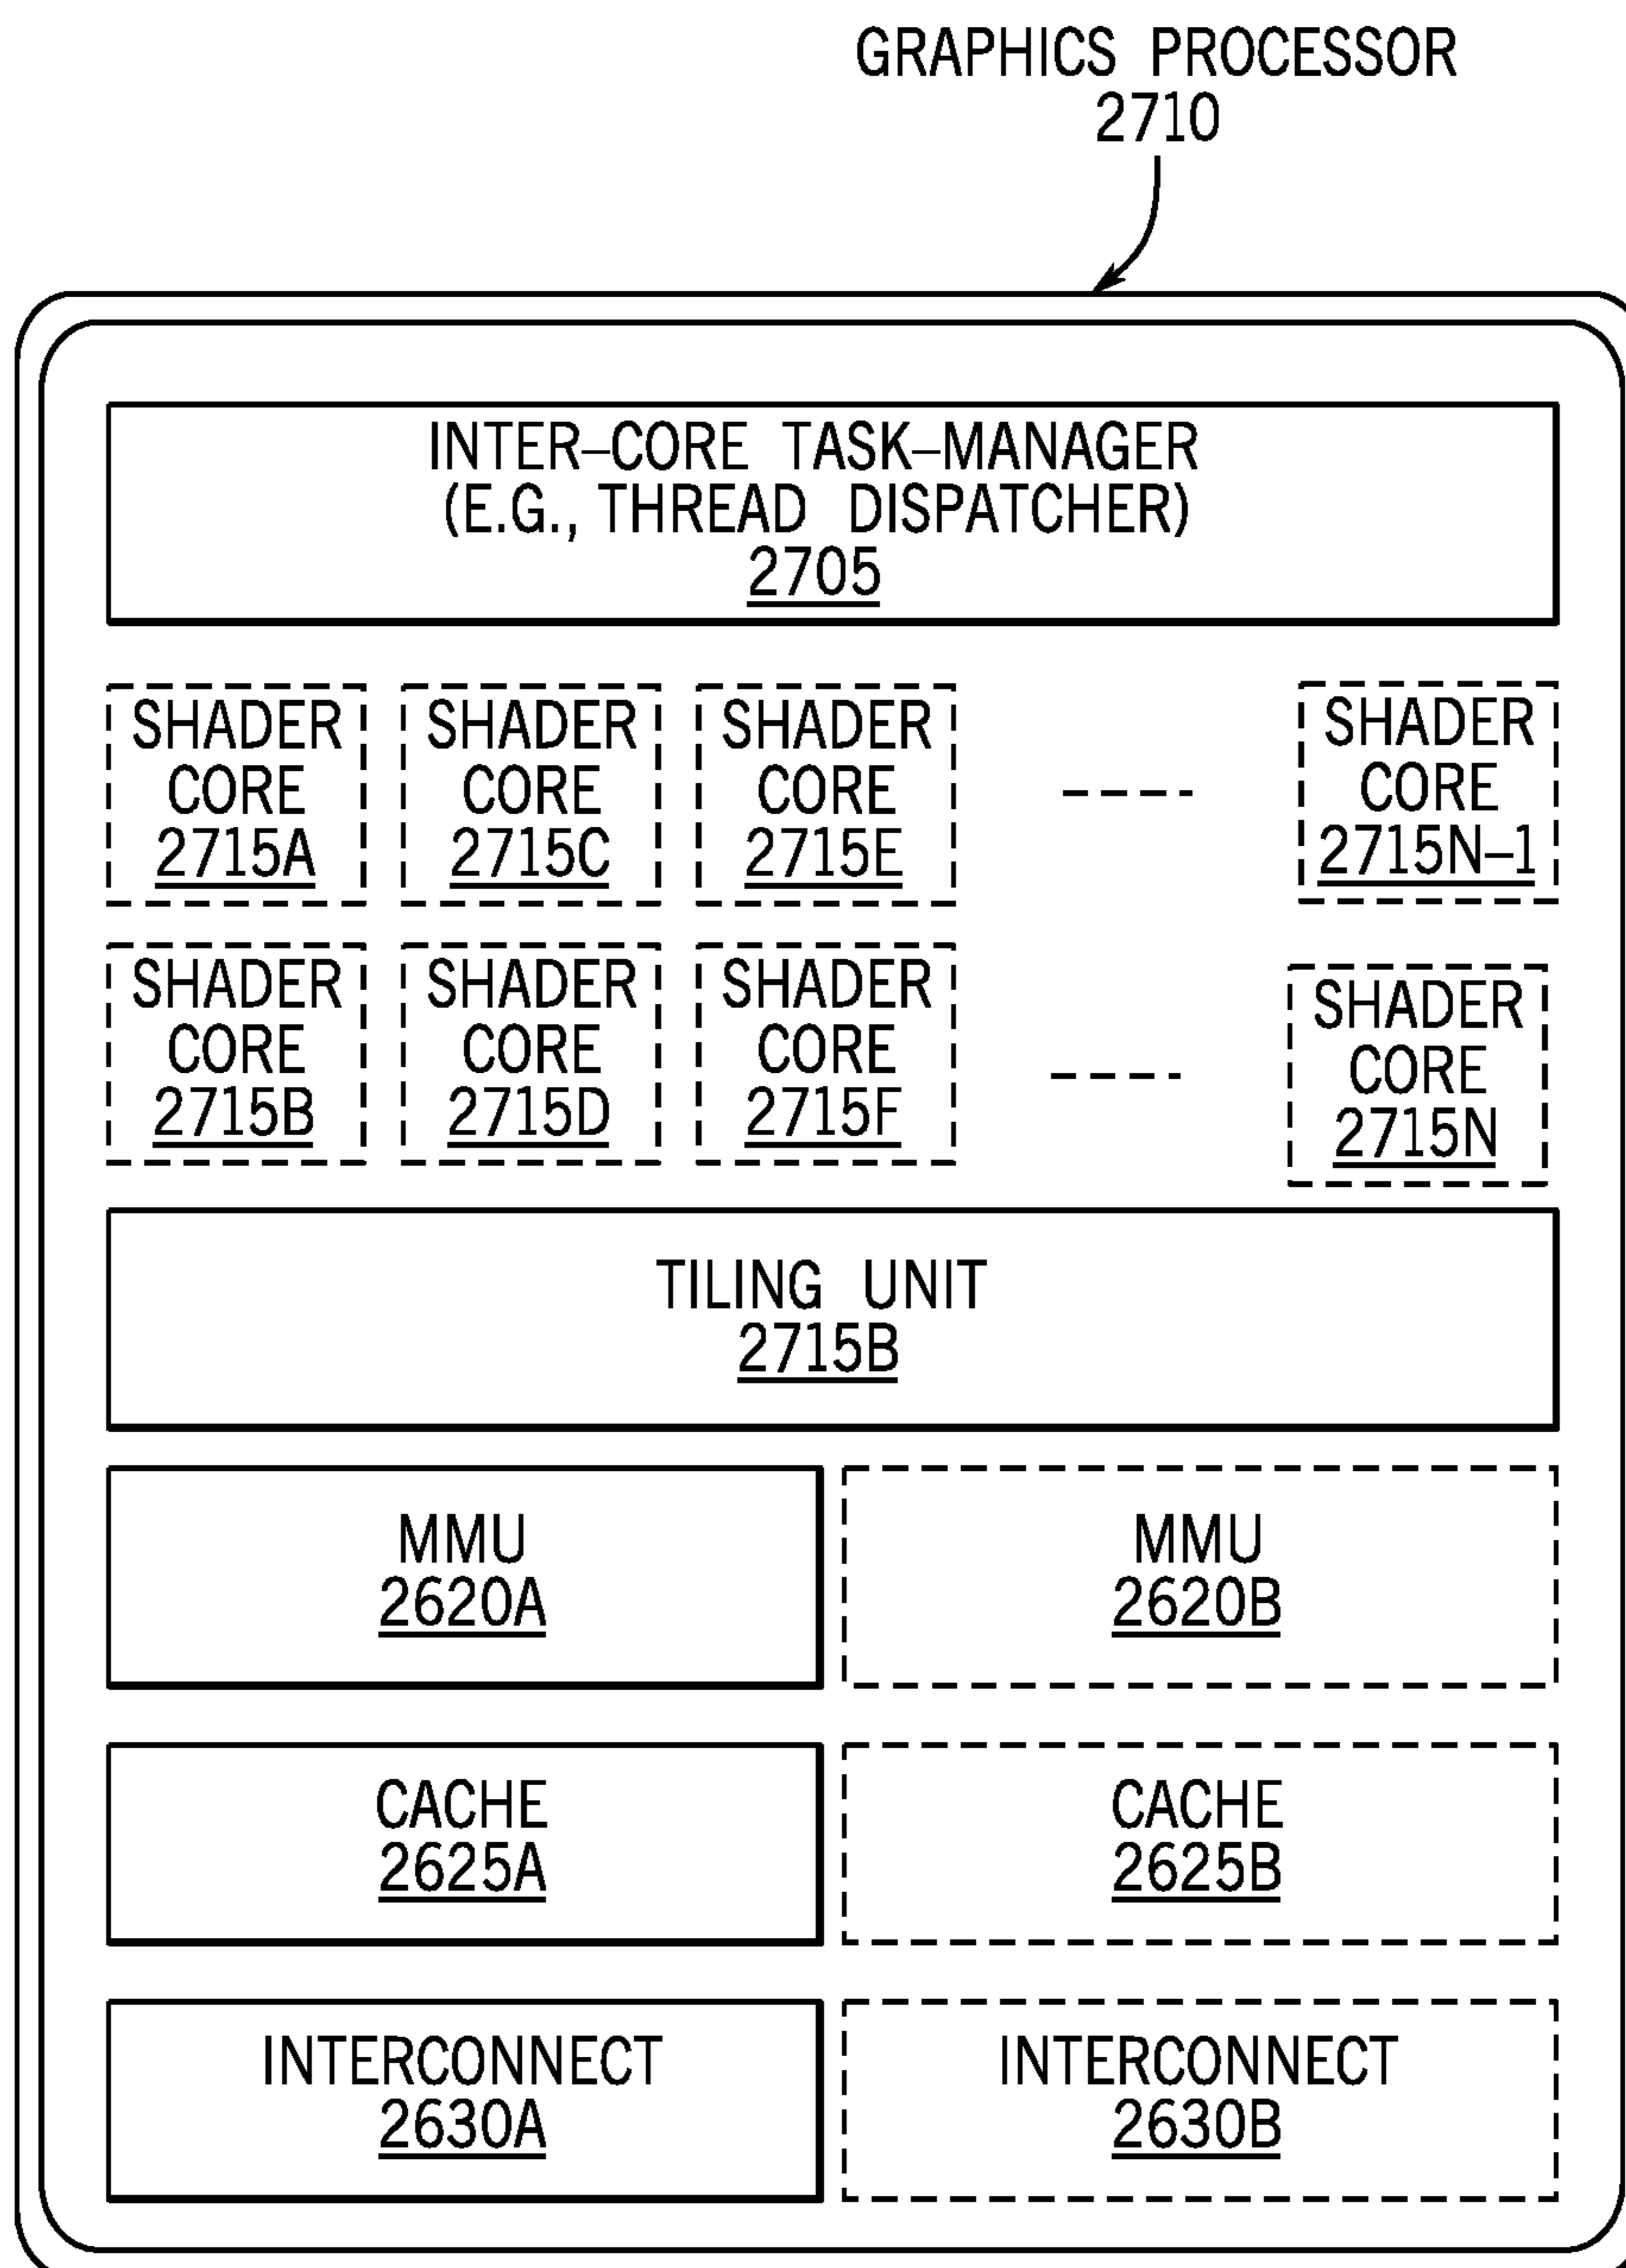 GRAPHICS PROCESSOR
2710
INTER–CORE TASK–MANAGER
(E.G., THREAD DISPATCHER)
2705
SHADER
CORE
2715A
SHADER
CORE
2715C
SHADER
CORE
2715E
SHADER
CORE
2715N–1
SHADER
CORE
2715B
SHADER
CORE
2715D
SHADER
CORE
2715F
SHADER
CORE
2715N
TILING UNIT
2715B
MMU
2620A
MMU
2620B
CACHE
2625A
CACHE
2625B
INTERCONNECT
2630A
INTERCONNECT
2630B